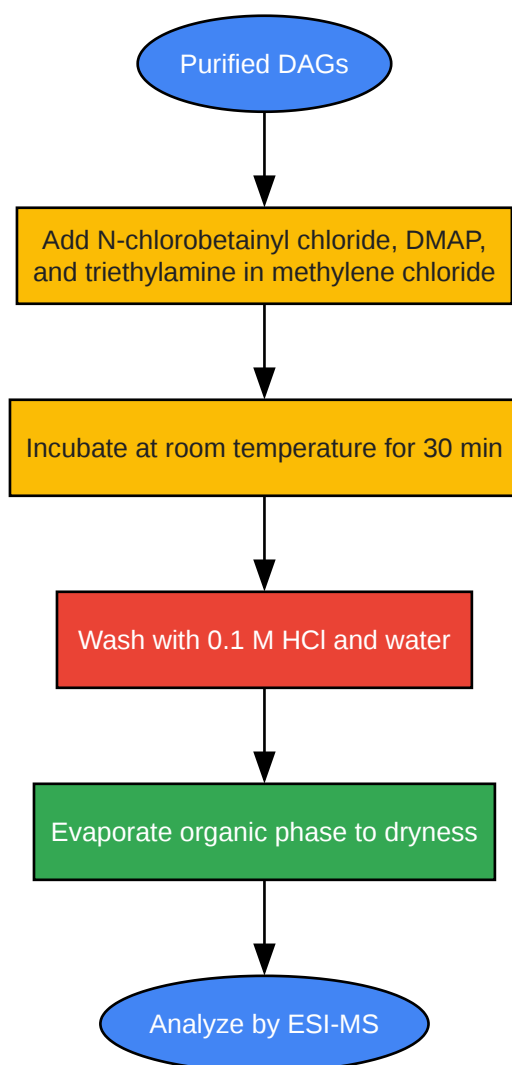 Purified DAGs
Add N-chlorobetainyl chloride, DMAP,
and triethylamine in methylene chloride
Incubate at room temperature for 30 min
Wash with 0.1 M HCl and water
Evaporate organic phase to dryness
Analyze by ESI-MS